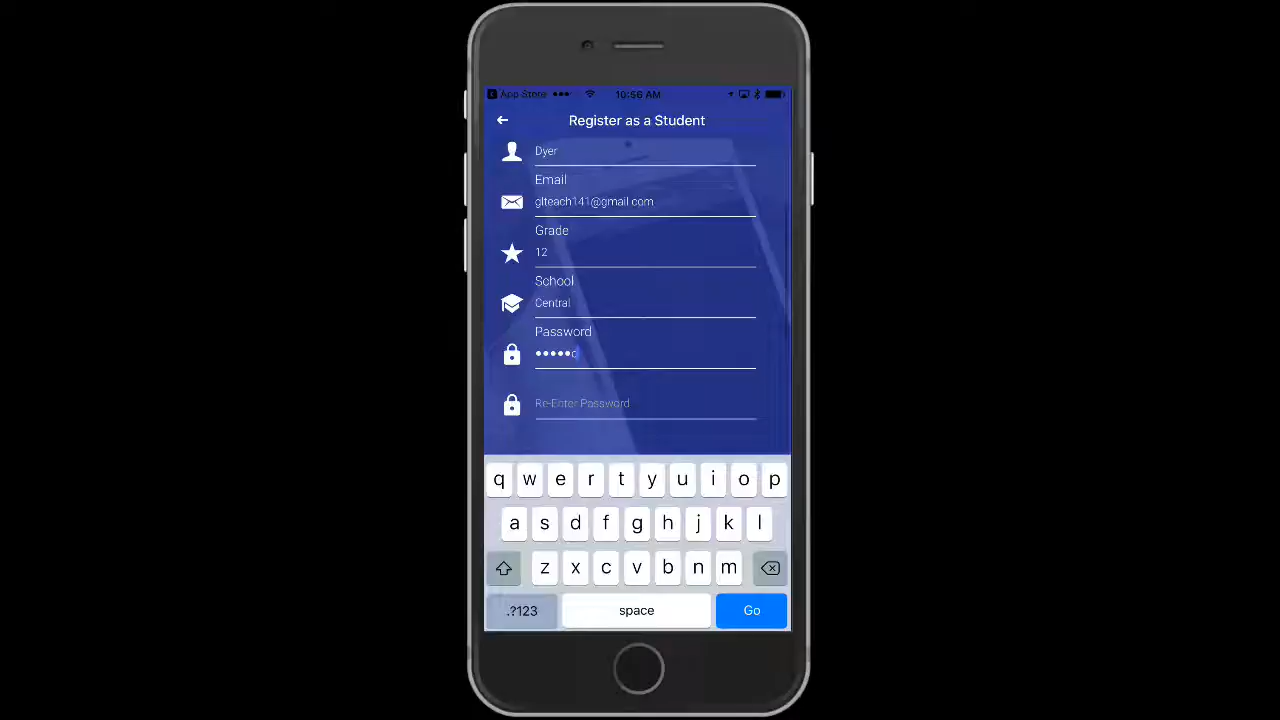 App Store 10:56 AM
Register as a Student
Dyer
Email
glteach141@gmail.com
Grade
12
School
Central
Password
•••••
Re-Enter Password
q w e r t y u i o p
a s d f g h j k l
z x c v b n m
.?123 space Go